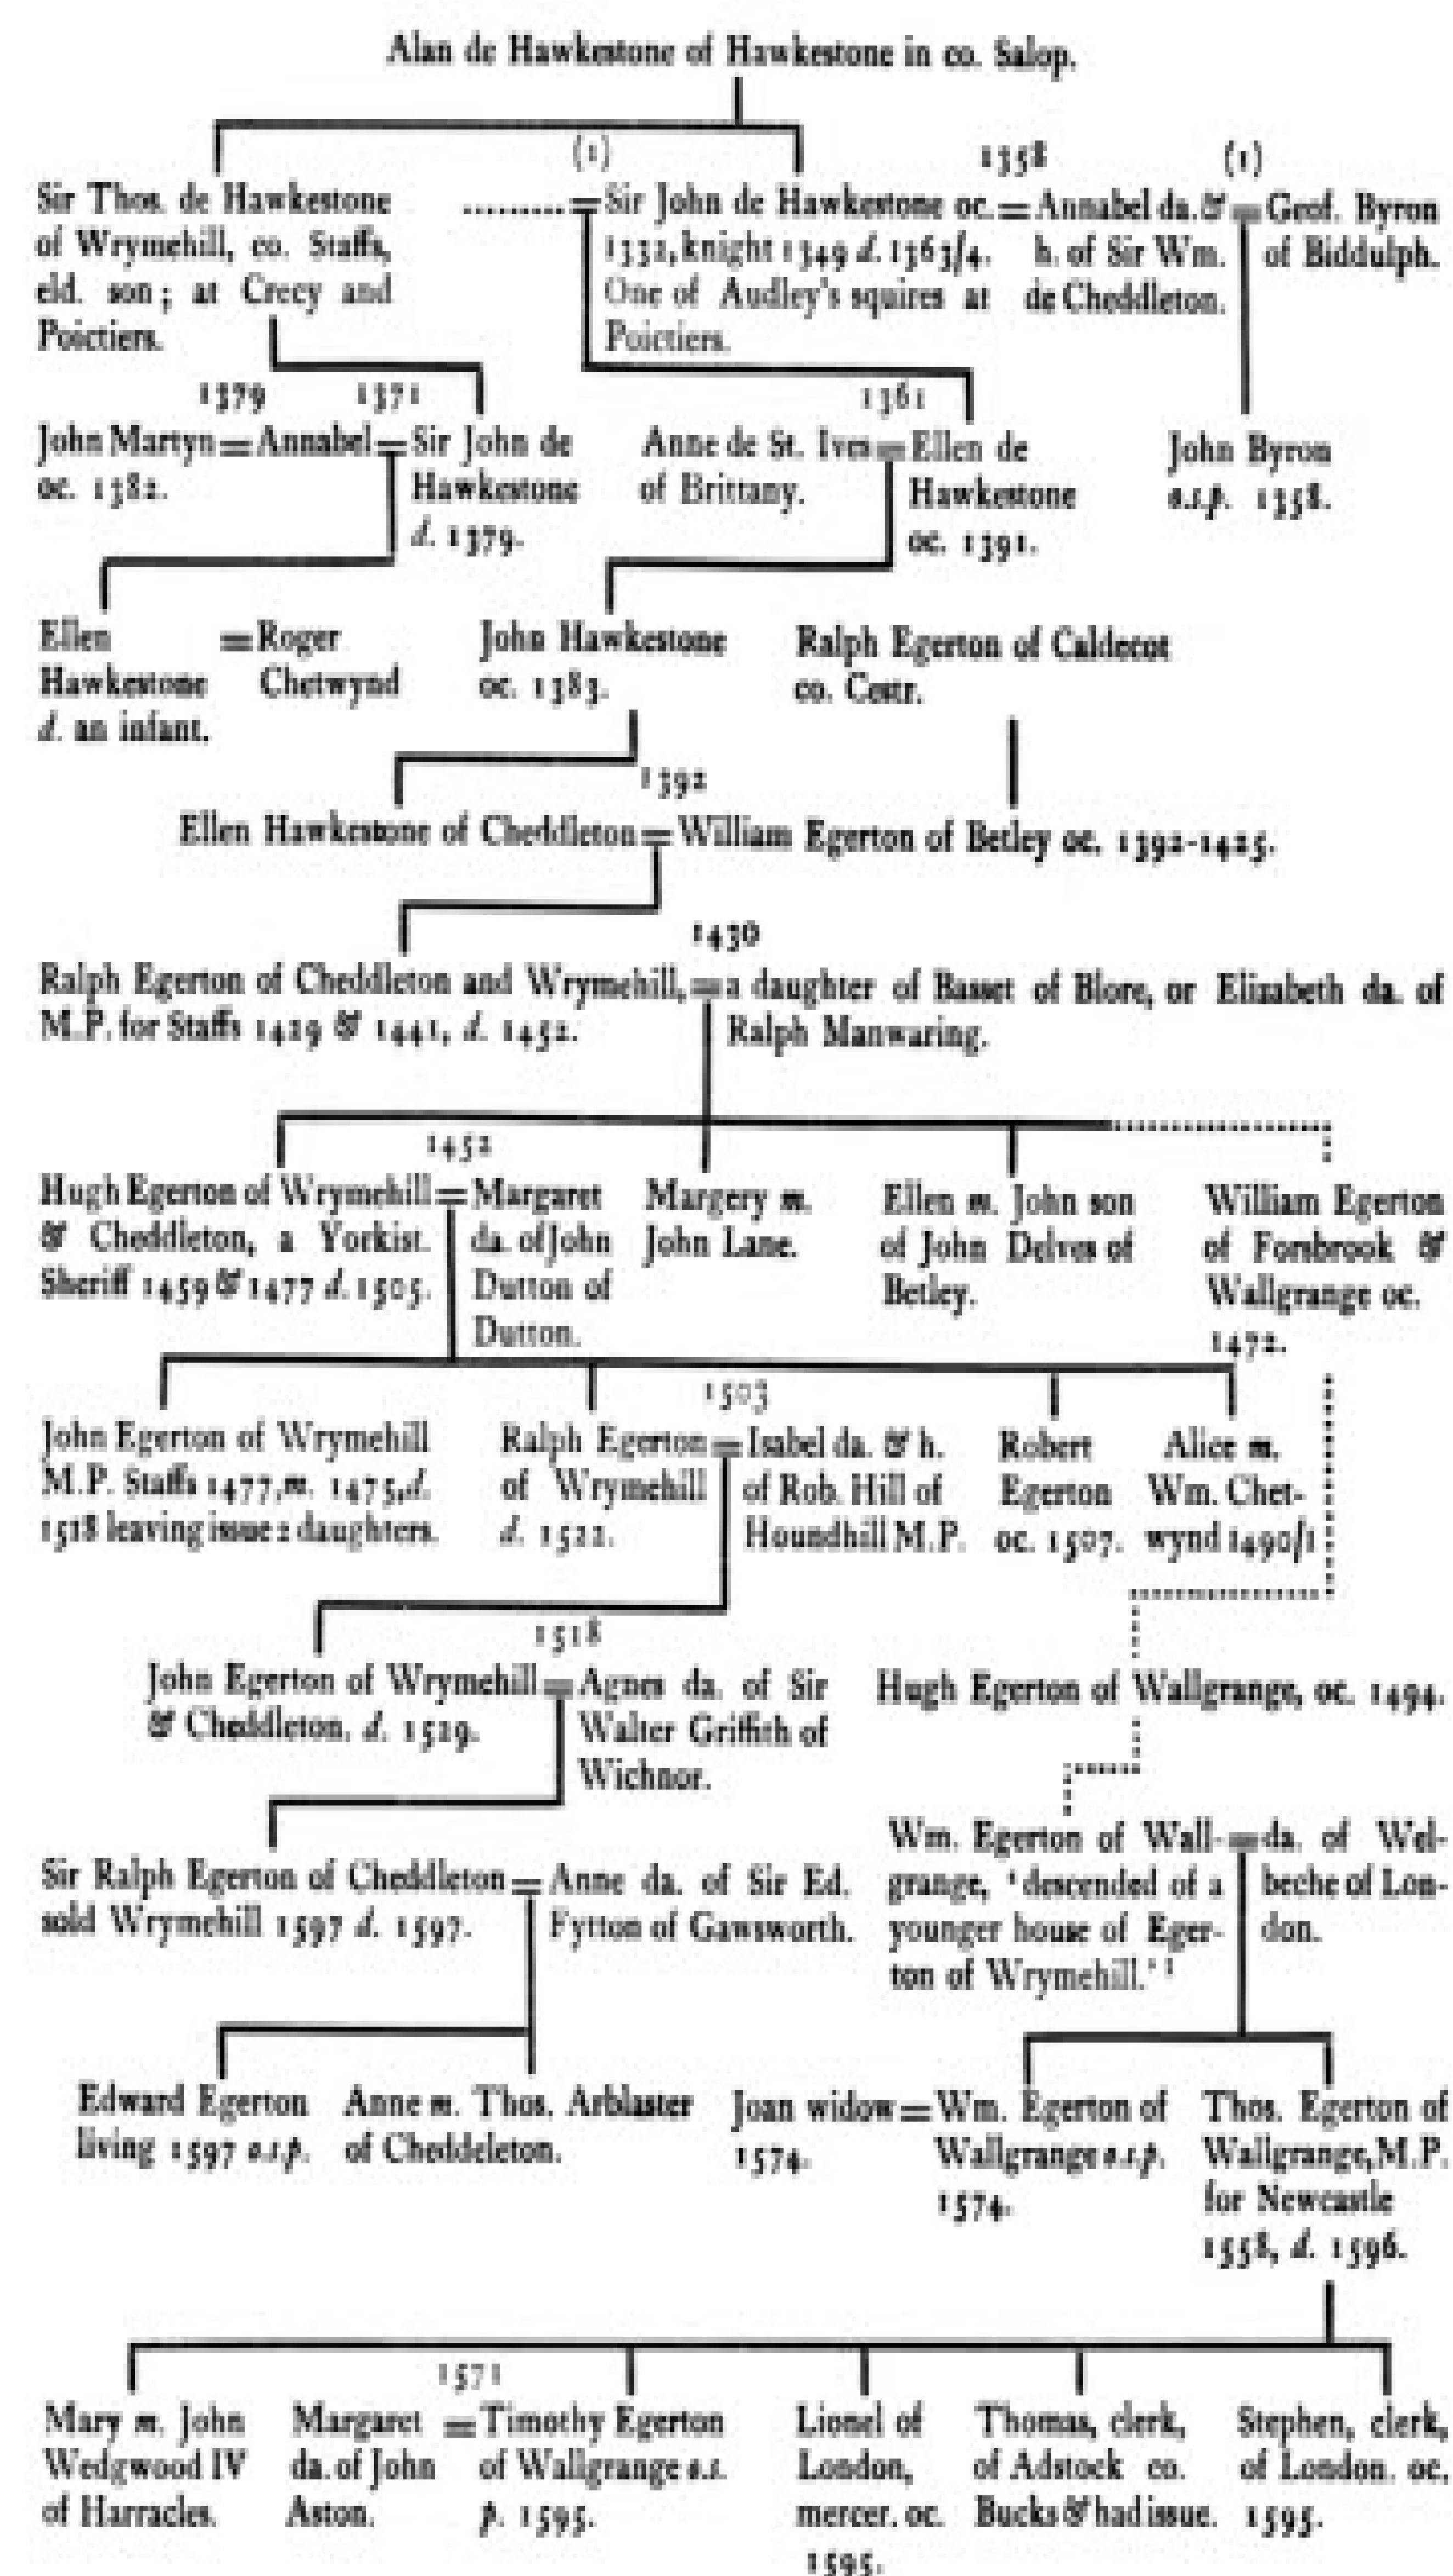 Alan de Hawkestone of Hawkestone in co. Salop.
(1)
1358
(1)
Sir Thos. de Hawkestone
of Wrymehill, co. Staffs,
eld. son; at Crecy and
Poictiers.
.........=Sir John de Hawkestone oc.=Annabel da. & =Geof. Byron
1332, knight 1349 d. 1363/4. h. of Sir Wm. of Biddulph.
One of Audley's squires at de Cheddleton.
Poictiers.
1379 1371
John Martyn=Annabel=Sir John de
oc. 1382. Hawkestone
d. 1379.
1361
Anne de St. Ives=Ellen de
of Brittany. Hawkestone
oc. 1391.
John Byron
o.s.p. 1358.
Ellen =Roger
Hawkestone Chetwynd
d. an infant.
John Hawkestone
oc. 1383.
Ralph Egerton of Caldecot
co. Cestr.
1392
Ellen Hawkestone of Cheddleton=William Egerton of Betley oc. 1392-1425.
1430
Ralph Egerton of Cheddleton and Wrymehill,=a daughter of Basset of Blore, or Elizabeth da. of
M.P. for Staffs 1429 & 1441, d. 1452. Ralph Manwaring.
1452
Hugh Egerton of Wrymehill=Margaret
& Cheddleton, a Yorkist. da. of John
Sheriff 1459 & 1477 d. 1505. Dutton of
Dutton.
Margery m.
John Lane.
Ellen m. John son
of John Delves of
Betley.
William Egerton
of Forsbrook &
Wallgrange oc.
1472.
John Egerton of Wrymehill
M.P. Staffs 1477, m. 1475, d.
1518 leaving issue 2 daughters.
1503
Ralph Egerton=Isabel da. & h.
of Wrymehill of Rob. Hill of
d. 1522. Houndhill M.P.
Robert
Egerton
oc. 1507.
Alice m.
Wm. Chet-
wynd 1490/1
1518
John Egerton of Wrymehill=Agnes da. of Sir
& Cheddleton. d. 1529. Walter Griffith of
Wichnor.
Hugh Egerton of Wallgrange, oc. 1494.
Sir Ralph Egerton of Cheddleton=Anne da. of Sir Ed.
sold Wrymehill 1597 d. 1597. Fytton of Gawsworth.
Wm. Egerton of Wall-=da. of Wel-
grange, 'descended of a beche of Lon-
younger house of Eger- don.
ton of Wrymehill.' 1
Edward Egerton
living 1597 o.s.p.
Anne m. Thos. Arblaster
of Cheddeleton.
Joan widow=Wm. Egerton of
1574. Wallgrange o.s.p.
1574.
Thos. Egerton of
Wallgrange, M.P.
for Newcastle
1558, d. 1596.
Mary m. John
Wedgwood IV
of Harracles.
1571
Margaret =Timothy Egerton
da. of John of Wallgrange o.s.
Aston. p. 1595.
Lionel of
London,
mercer. oc.
1595.
Thomas, clerk,
of Adstock co.
Bucks & had issue.
Stephen, clerk,
of London. oc.
1595.